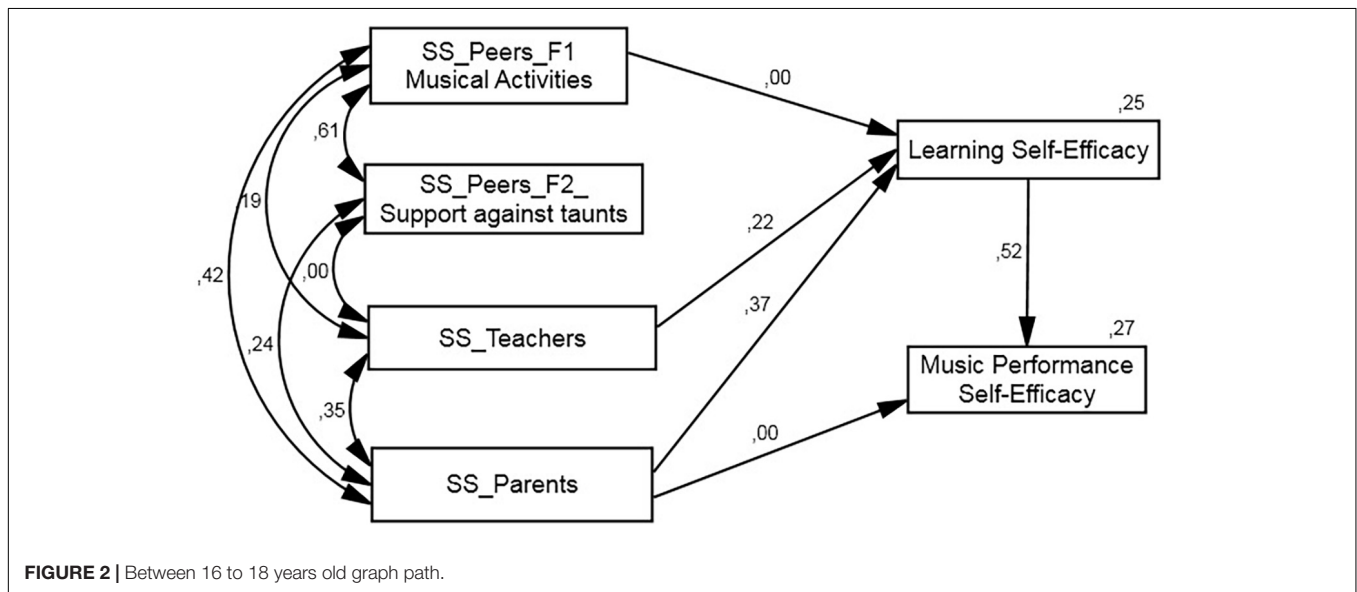 SS_Peers_F1
Musical Activities
,00
,25
,61
Learning Self-Efficacy
SS_Peers_F2_
Support against taunts
,19
,22
,52
,42
,00
,37
,24
SS_Teachers
,27
,35
Music Performance
Self-Efficacy
,00
SS_Parents
FIGURE 2 | Between 16 to 18 years old graph path.